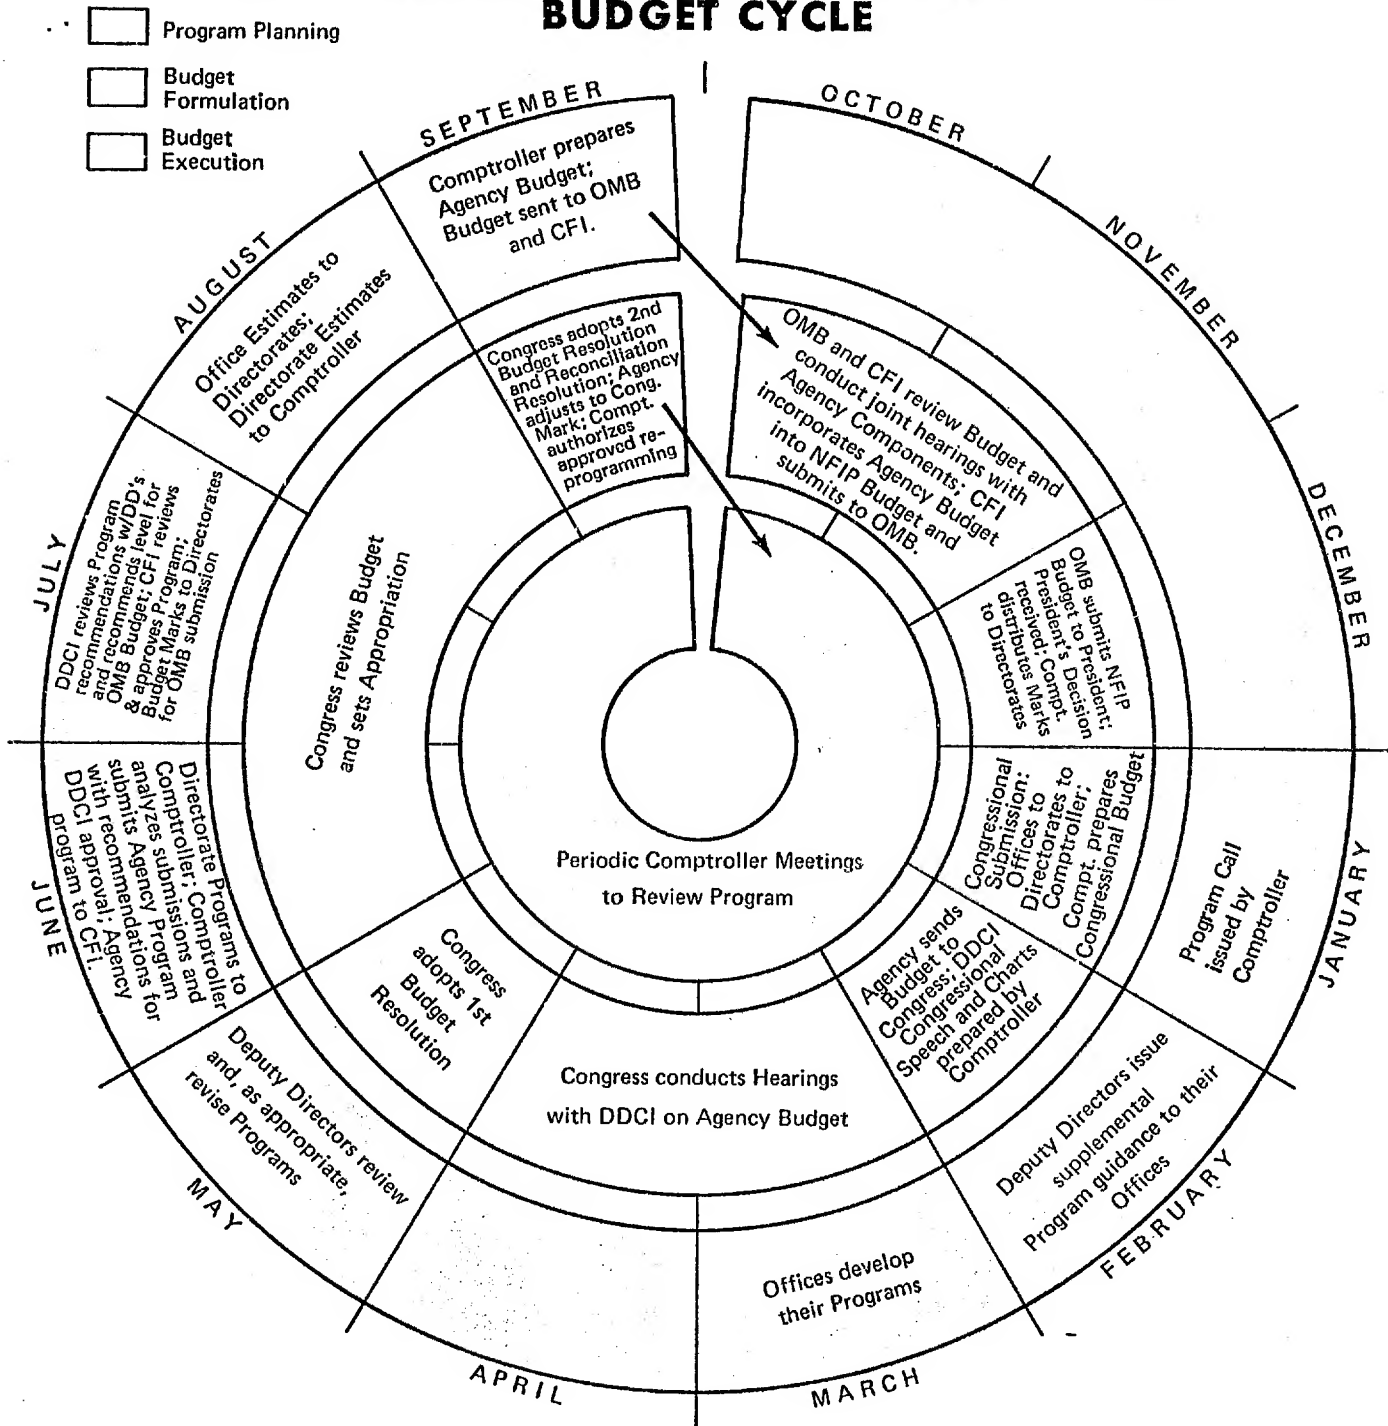 BUDGET CYCLE
Program Planning
Budget
Formulation
Budget
Execution
OCTOBER
NOVEMBER
DECEMBER
JANUARY
FEBRUARY
MARCH
APRIL
MAY
JUNE
JULY
AUGUST
SEPTEMBER
Program Call
issued by
Comptroller
Deputy Directors issue
supplemental
Program guidance to their
Offices
Offices develop
their Programs
Deputy Directors review
and, as appropriate,
revise Programs
Directorate Programs to
Comptroller; Comptroller
analyzes submissions and
submits Agency Program
with recommendations for
DDCI approval; Agency
program to CFI.
DDCI reviews Program
recommendations w/DD's
and recommends level for
OMB Budget; CFI reviews
& approves Program;
Budget Marks to Directorates
for OMB submission
Office Estimates to
Directorates;
Directorate Estimates
to Comptroller
Comptroller prepares
Agency Budget;
Budget sent to OMB
and CFI.
OMB and CFI review Budget and
conduct joint hearings with
Agency Components; CFI
incorporates Agency Budget
into NFIP Budget and
submits to OMB.
OMB submits NFIP
Budget to President;
President's Decision
received; Compt.
distributes Marks
to Directorates
Congressional
Submission:
Offices to
Directorates to
Comptroller;
Compt. prepares
Congressional Budget
Agency sends
Budget to
Congress; DDCI
Congressional
Speech and Charts
prepared by
Comptroller
Congress conducts Hearings
with DDCI on Agency Budget
Congress
adopts 1st
Budget
Resolution
Congress reviews Budget
and sets Appropriation
Congress adopts 2nd
Budget Resolution
and Reconciliation
Resolution; Agency
adjusts to Cong.
Mark; Compt.
authorizes
approved re-
programming
Periodic Comptroller Meetings
to Review Program